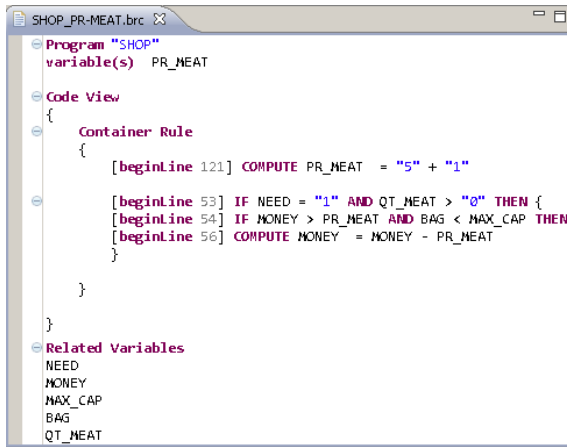 SHOP_PR-MEAT.brc
Program "SHOP"
variable(s) PR_MEAT
Code View
{
Container Rule
{
[beginLine 121] COMPUTE PR_MEAT = "5" + "1"
[beginLine 53] IF NEED = "1" AND QT_MEAT > "0" THEN {
[beginLine 54] IF MONEY > PR_MEAT AND BAG < MAX_CAP THEN
[beginLine 56] COMPUTE MONEY = MONEY - PR_MEAT
}
}
}
Related Variables
NEED
MONEY
MAX_CAP
BAG
QT_MEAT